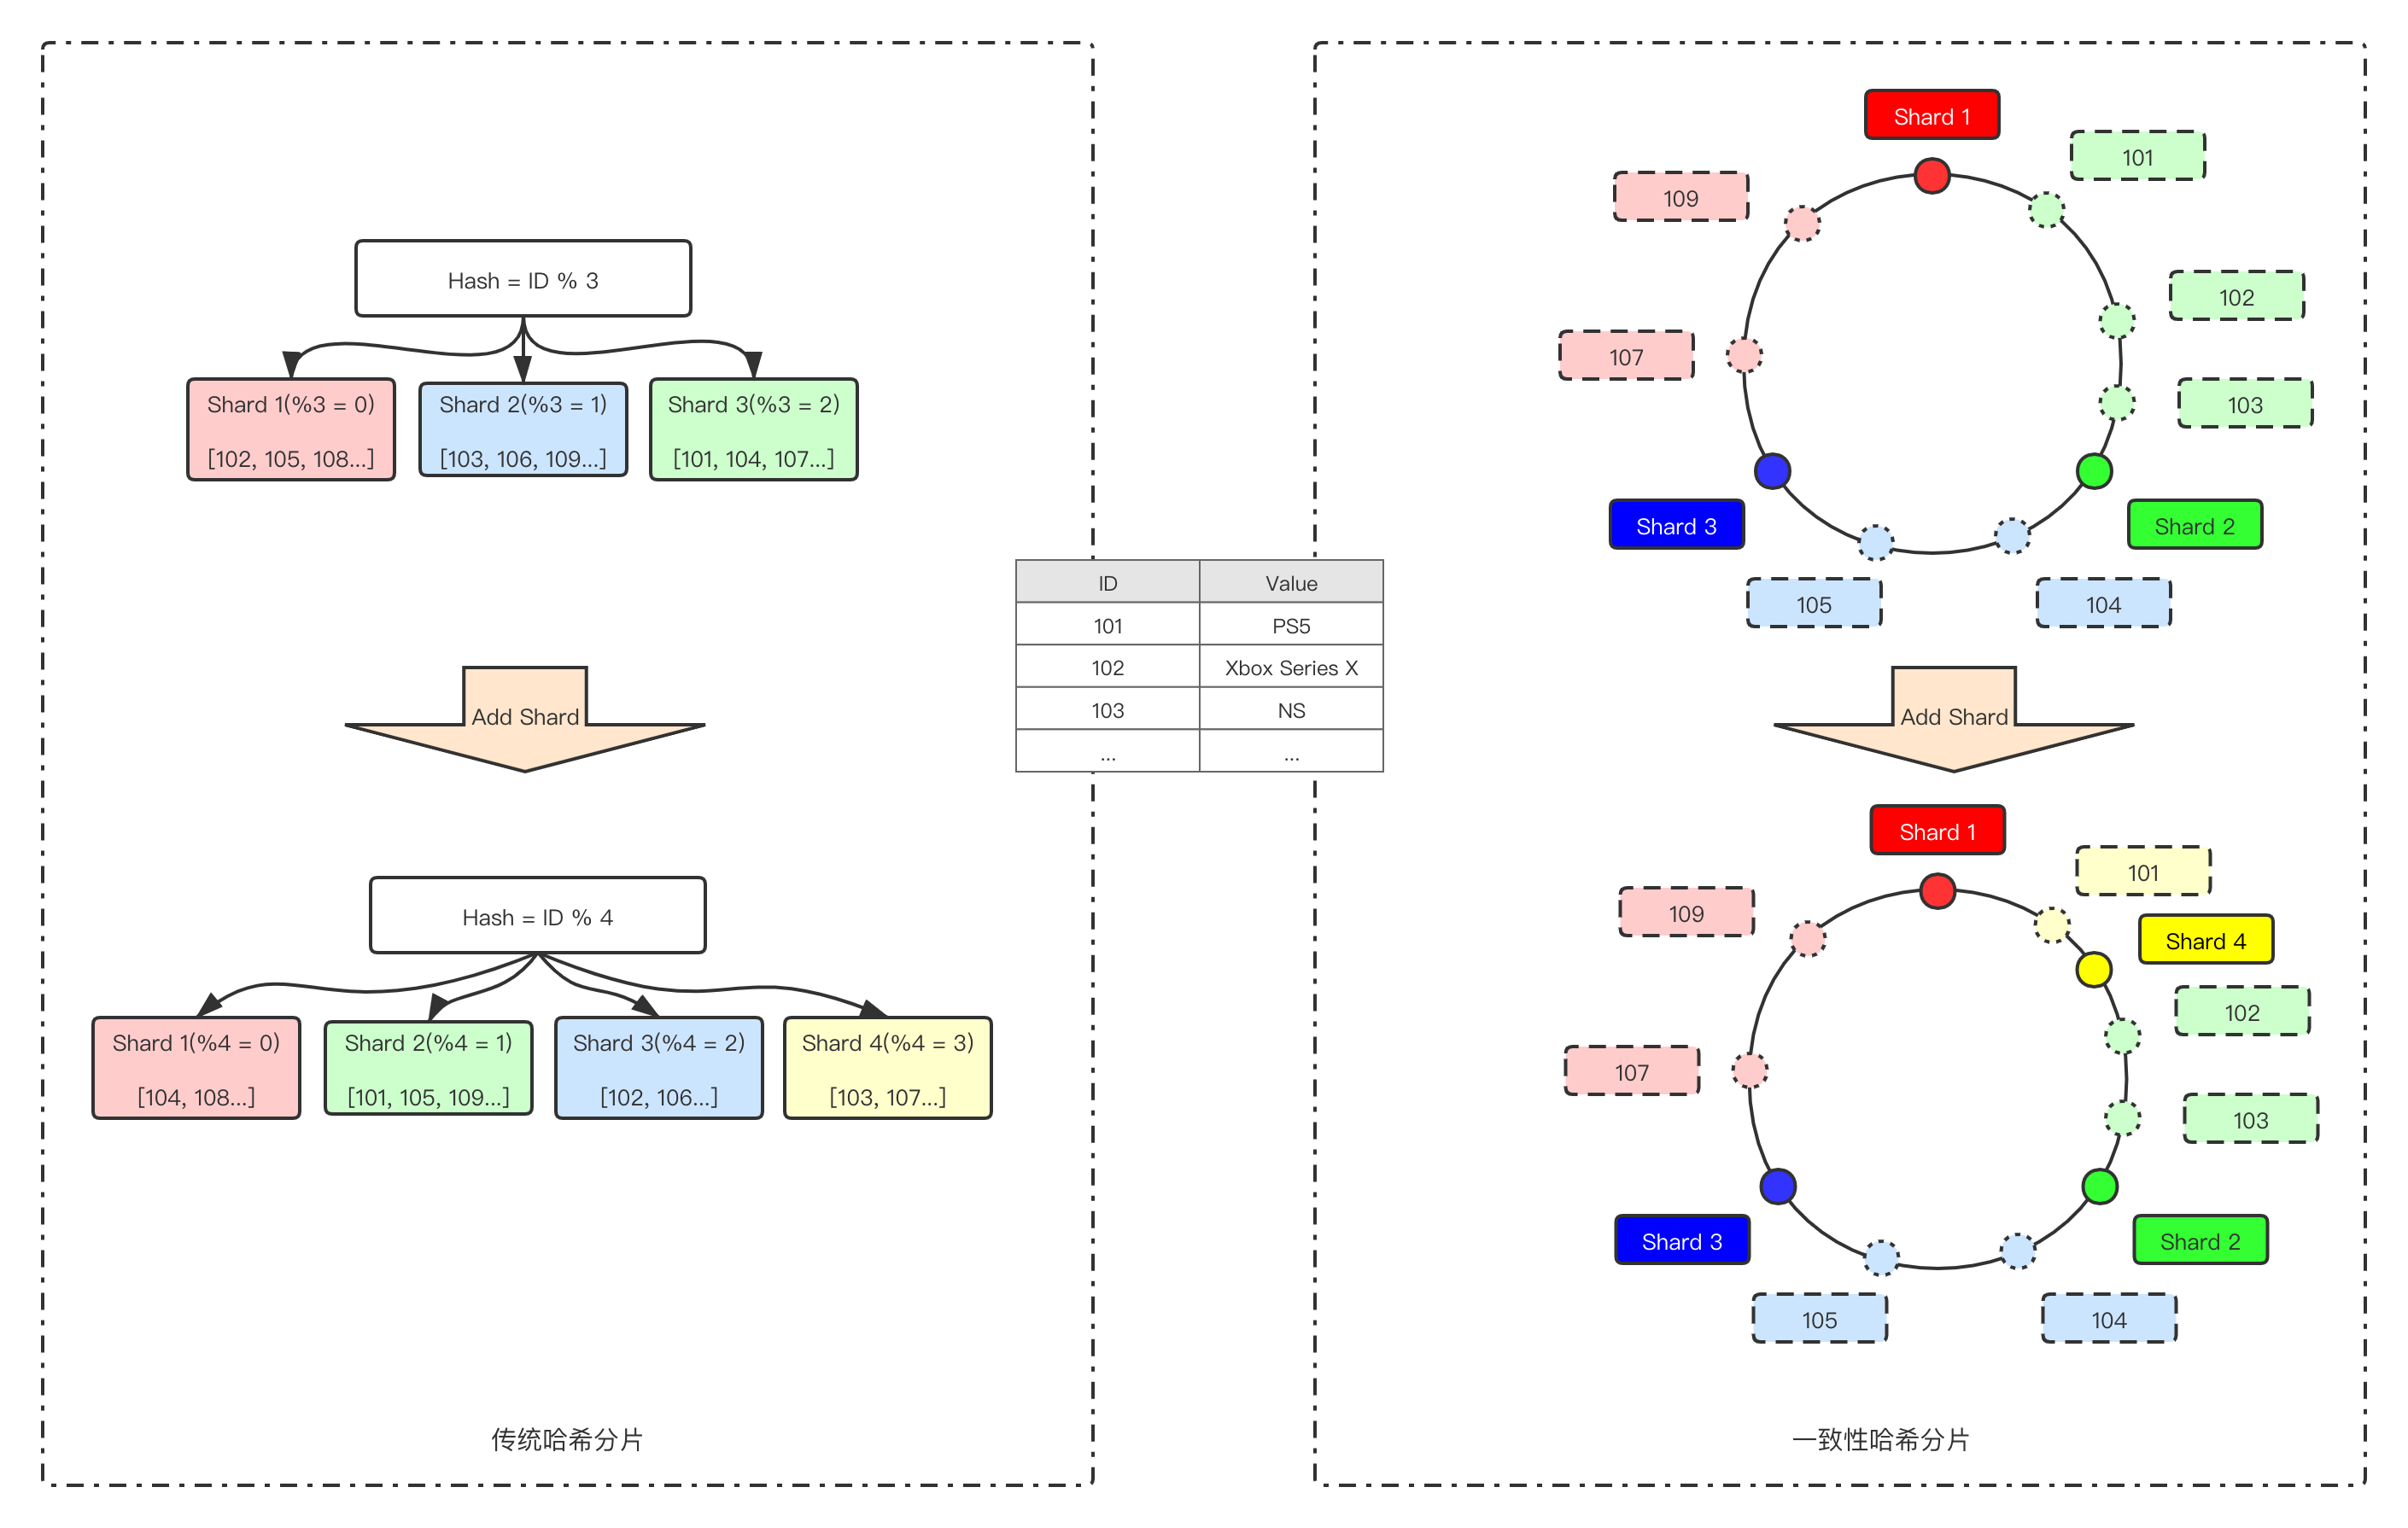 Hash = ID % 3
Shard 1(%3 = 0)
[102, 105, 108...]
Shard 2(%3 = 1)
[103, 106, 109...]
Shard 3(%3 = 2)
[101, 104, 107...]
Add Shard
Hash = ID % 4
Shard 1(%4 = 0)
[104, 108...]
Shard 2(%4 = 1)
[101, 105, 109...]
Shard 3(%4 = 2)
[102, 106...]
Shard 4(%4 = 3)
[103, 107...]
传统哈希分片
ID Value
101 PS5
102 Xbox Series X
103 NS
... ...
Shard 1
101
109
102
107
103
Shard 3
Shard 2
105
104
Add Shard
Shard 1
101
109
Shard 4
102
107
103
Shard 3
Shard 2
105
104
一致性哈希分片